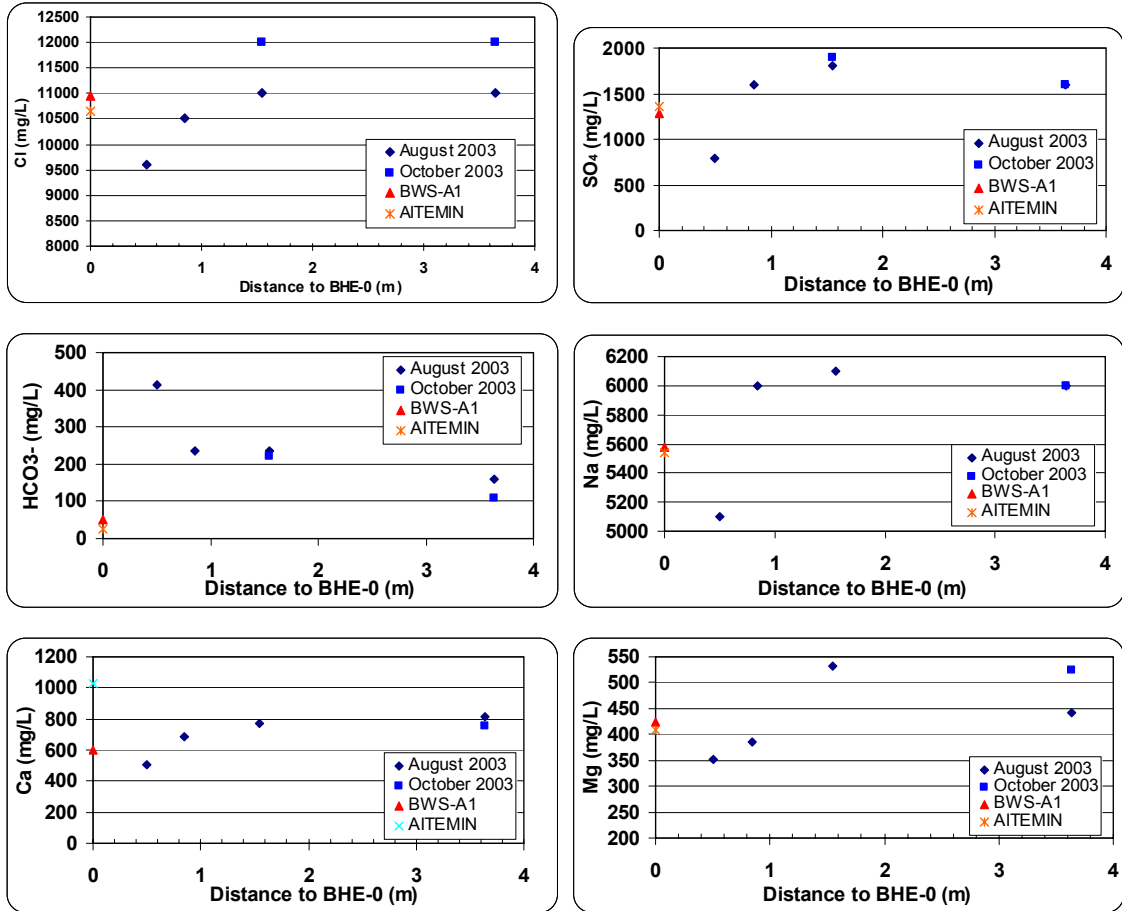 Cl (mg/L)
12500
12000
11500
11000
10500
10000
9500
9000
8500
8000
0 1 2 3 4
Distance to BHE-0 (m)
August 2003
October 2003
BWS-A1
AITEMIN
SO₄ (mg/L)
2000
1500
1000
500
0
0 1 2 3 4
Distance to BHE-0 (m)
August 2003
October 2003
BWS-A1
AITEMIN
HCO3- (mg/L)
500
400
300
200
100
0
0 1 2 3 4
Distance to BHE-0 (m)
August 2003
October 2003
BWS-A1
AITEMIN
Na (mg/L)
6200
6000
5800
5600
5400
5200
5000
0 1 2 3 4
Distance to BHE-0 (m)
August 2003
October 2003
BWS-A1
AITEMIN
Ca (mg/L)
1200
1000
800
600
400
200
0
0 1 2 3 4
Distance to BHE-0 (m)
August 2003
October 2003
BWS-A1
AITEMIN
Mg (mg/L)
550
500
450
400
350
300
250
200
0 1 2 3 4
Distance to BHE-0 (m)
August 2003
October 2003
BWS-A1
AITEMIN